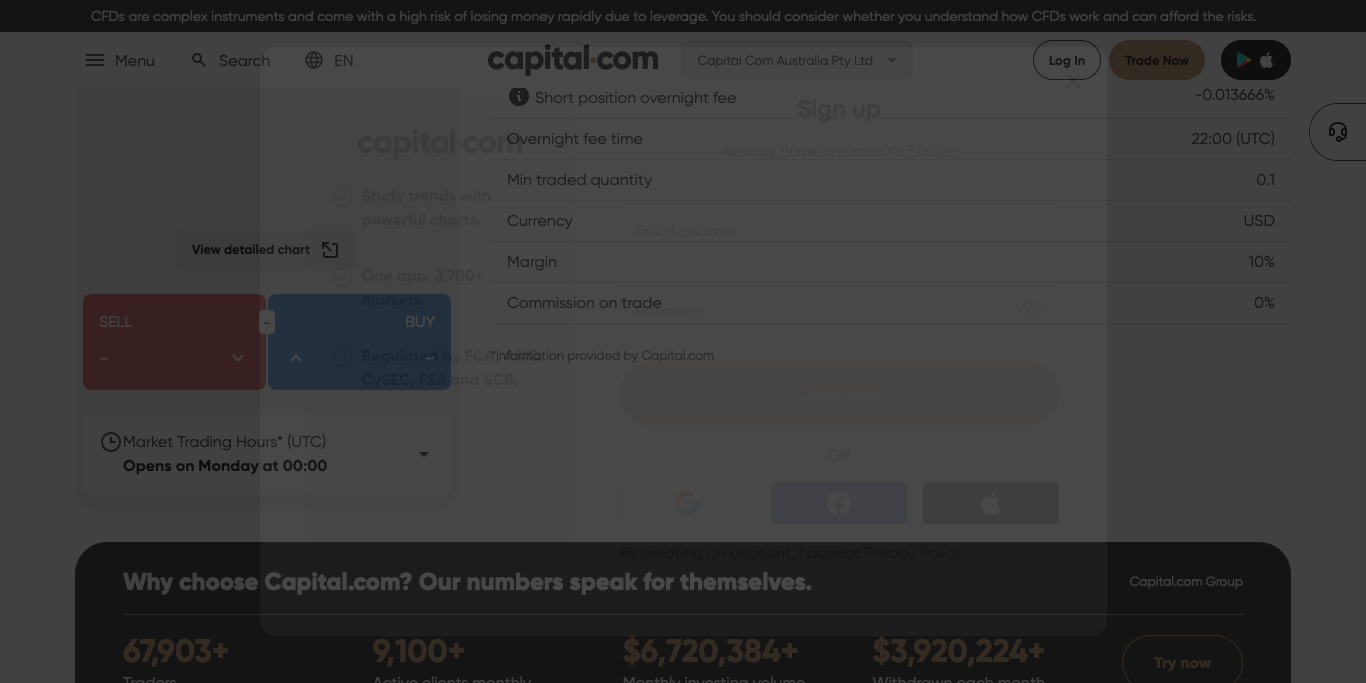 CFDs are complex instruments and come with a high risk of losing money rapidly due to leverage. You should consider whether you understand how CFDs work and can afford the risks.
Menu Search EN capital.com Capital Com Australia Pty Ltd Log In Trade Now
Short position overnight fee -0.013666%
Overnight fee time 22:00 (UTC)
Min traded quantity 0.1
Currency USD
Margin 10%
Commission on trade 0%
*Information provided by Capital.com
View detailed chart
SELL - BUY
- -
Market Trading Hours* (UTC)
Opens on Monday at 00:00
capital.com
Study trends with
powerful charts.
One app. 3,700+
markets.
Regulated by FCA, ASIC,
CySEC, FSA and SCB.
Sign up
Already have an account? Login
Email address
Password
OR
By creating an account, I accept Privacy Policy
Why choose Capital.com? Our numbers speak for themselves. Capital.com Group
67,903+ 9,100+ $6,720,384+ $3,920,224+ Try now
Traders Active clients monthly Monthly investing volume Withdrawn each month